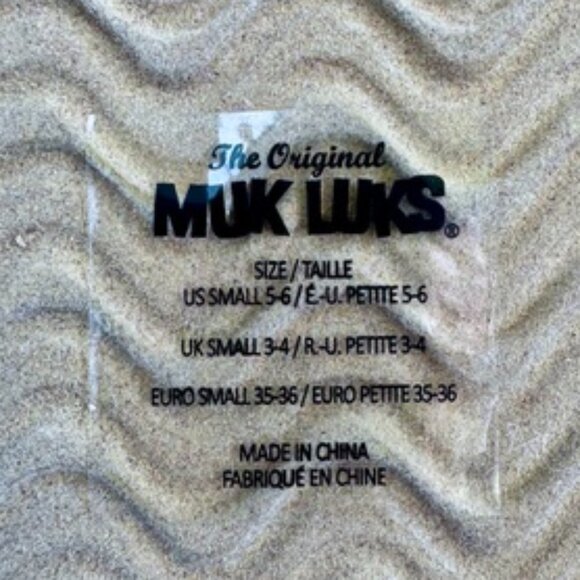 The Original
MUK LUKS®
SIZE / TAILLE
US SMALL 5-6 / É.-U. PETITE 5-6
UK SMALL 3-4 / R.-U. PETITE 3-4
EURO SMALL 35-36 / EURO PETITE 35-36
MADE IN CHINA
FABRIQUÉ EN CHINE